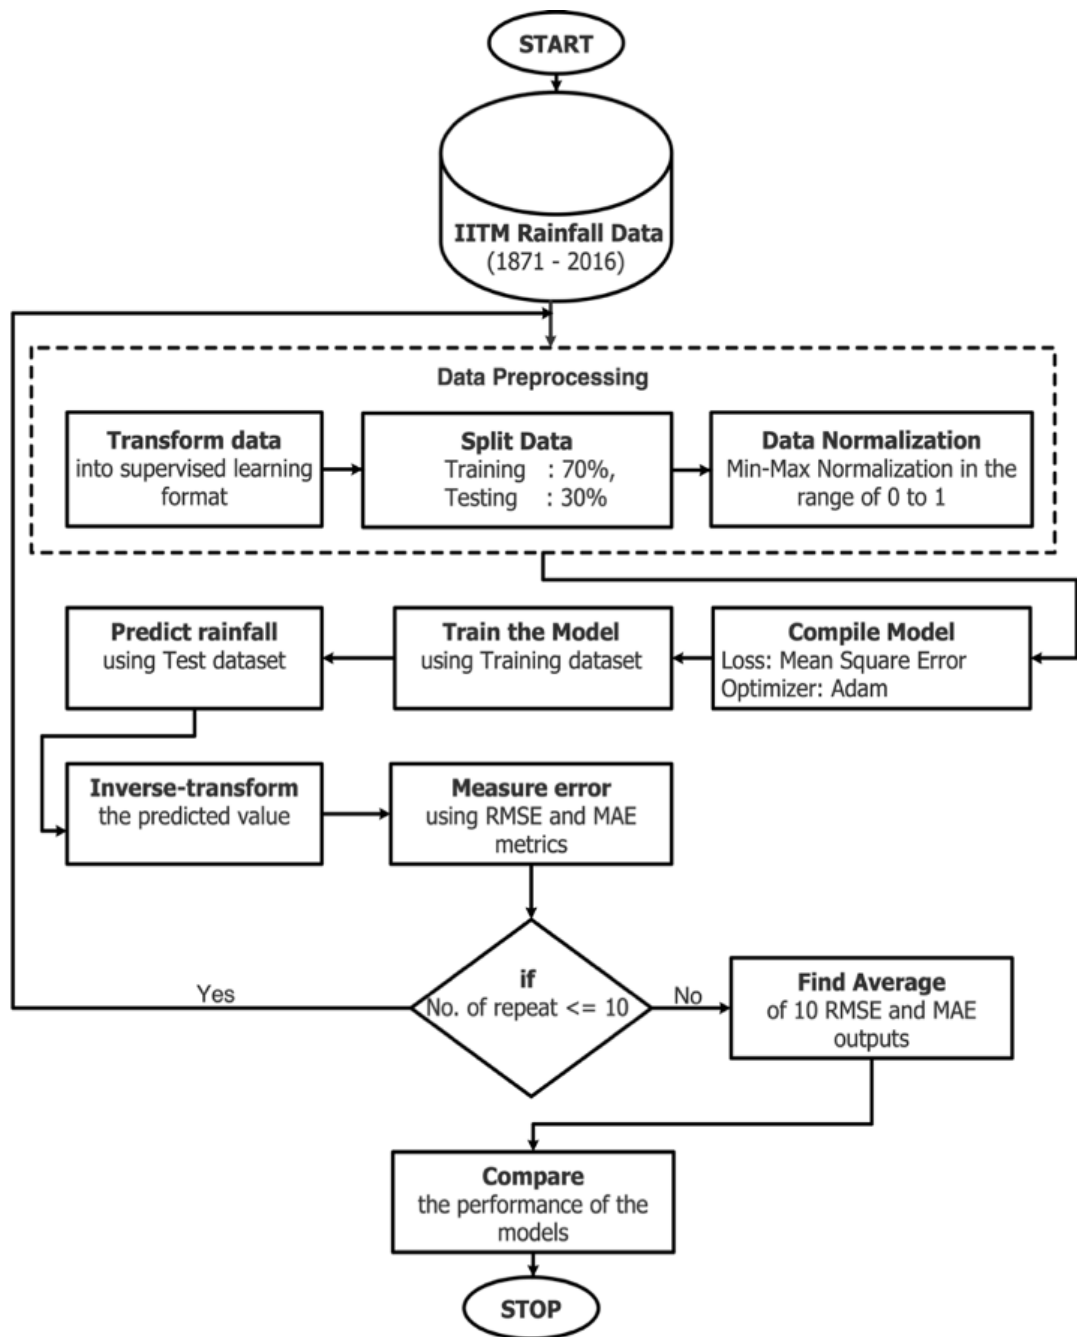 START
IITM Rainfall Data
(1871 - 2016)
Data Preprocessing
Transform data
into supervised learning
format
Split Data
Training : 70%,
Testing : 30%
Data Normalization
Min-Max Normalization in the
range of 0 to 1
Predict rainfall
using Test dataset
Train the Model
using Training dataset
Compile Model
Loss: Mean Square Error
Optimizer: Adam
Inverse-transform
the predicted value
Measure error
using RMSE and MAE
metrics
if
No. of repeat <= 10
Yes
No
Find Average
of 10 RMSE and MAE
outputs
Compare
the performance of the
models
STOP